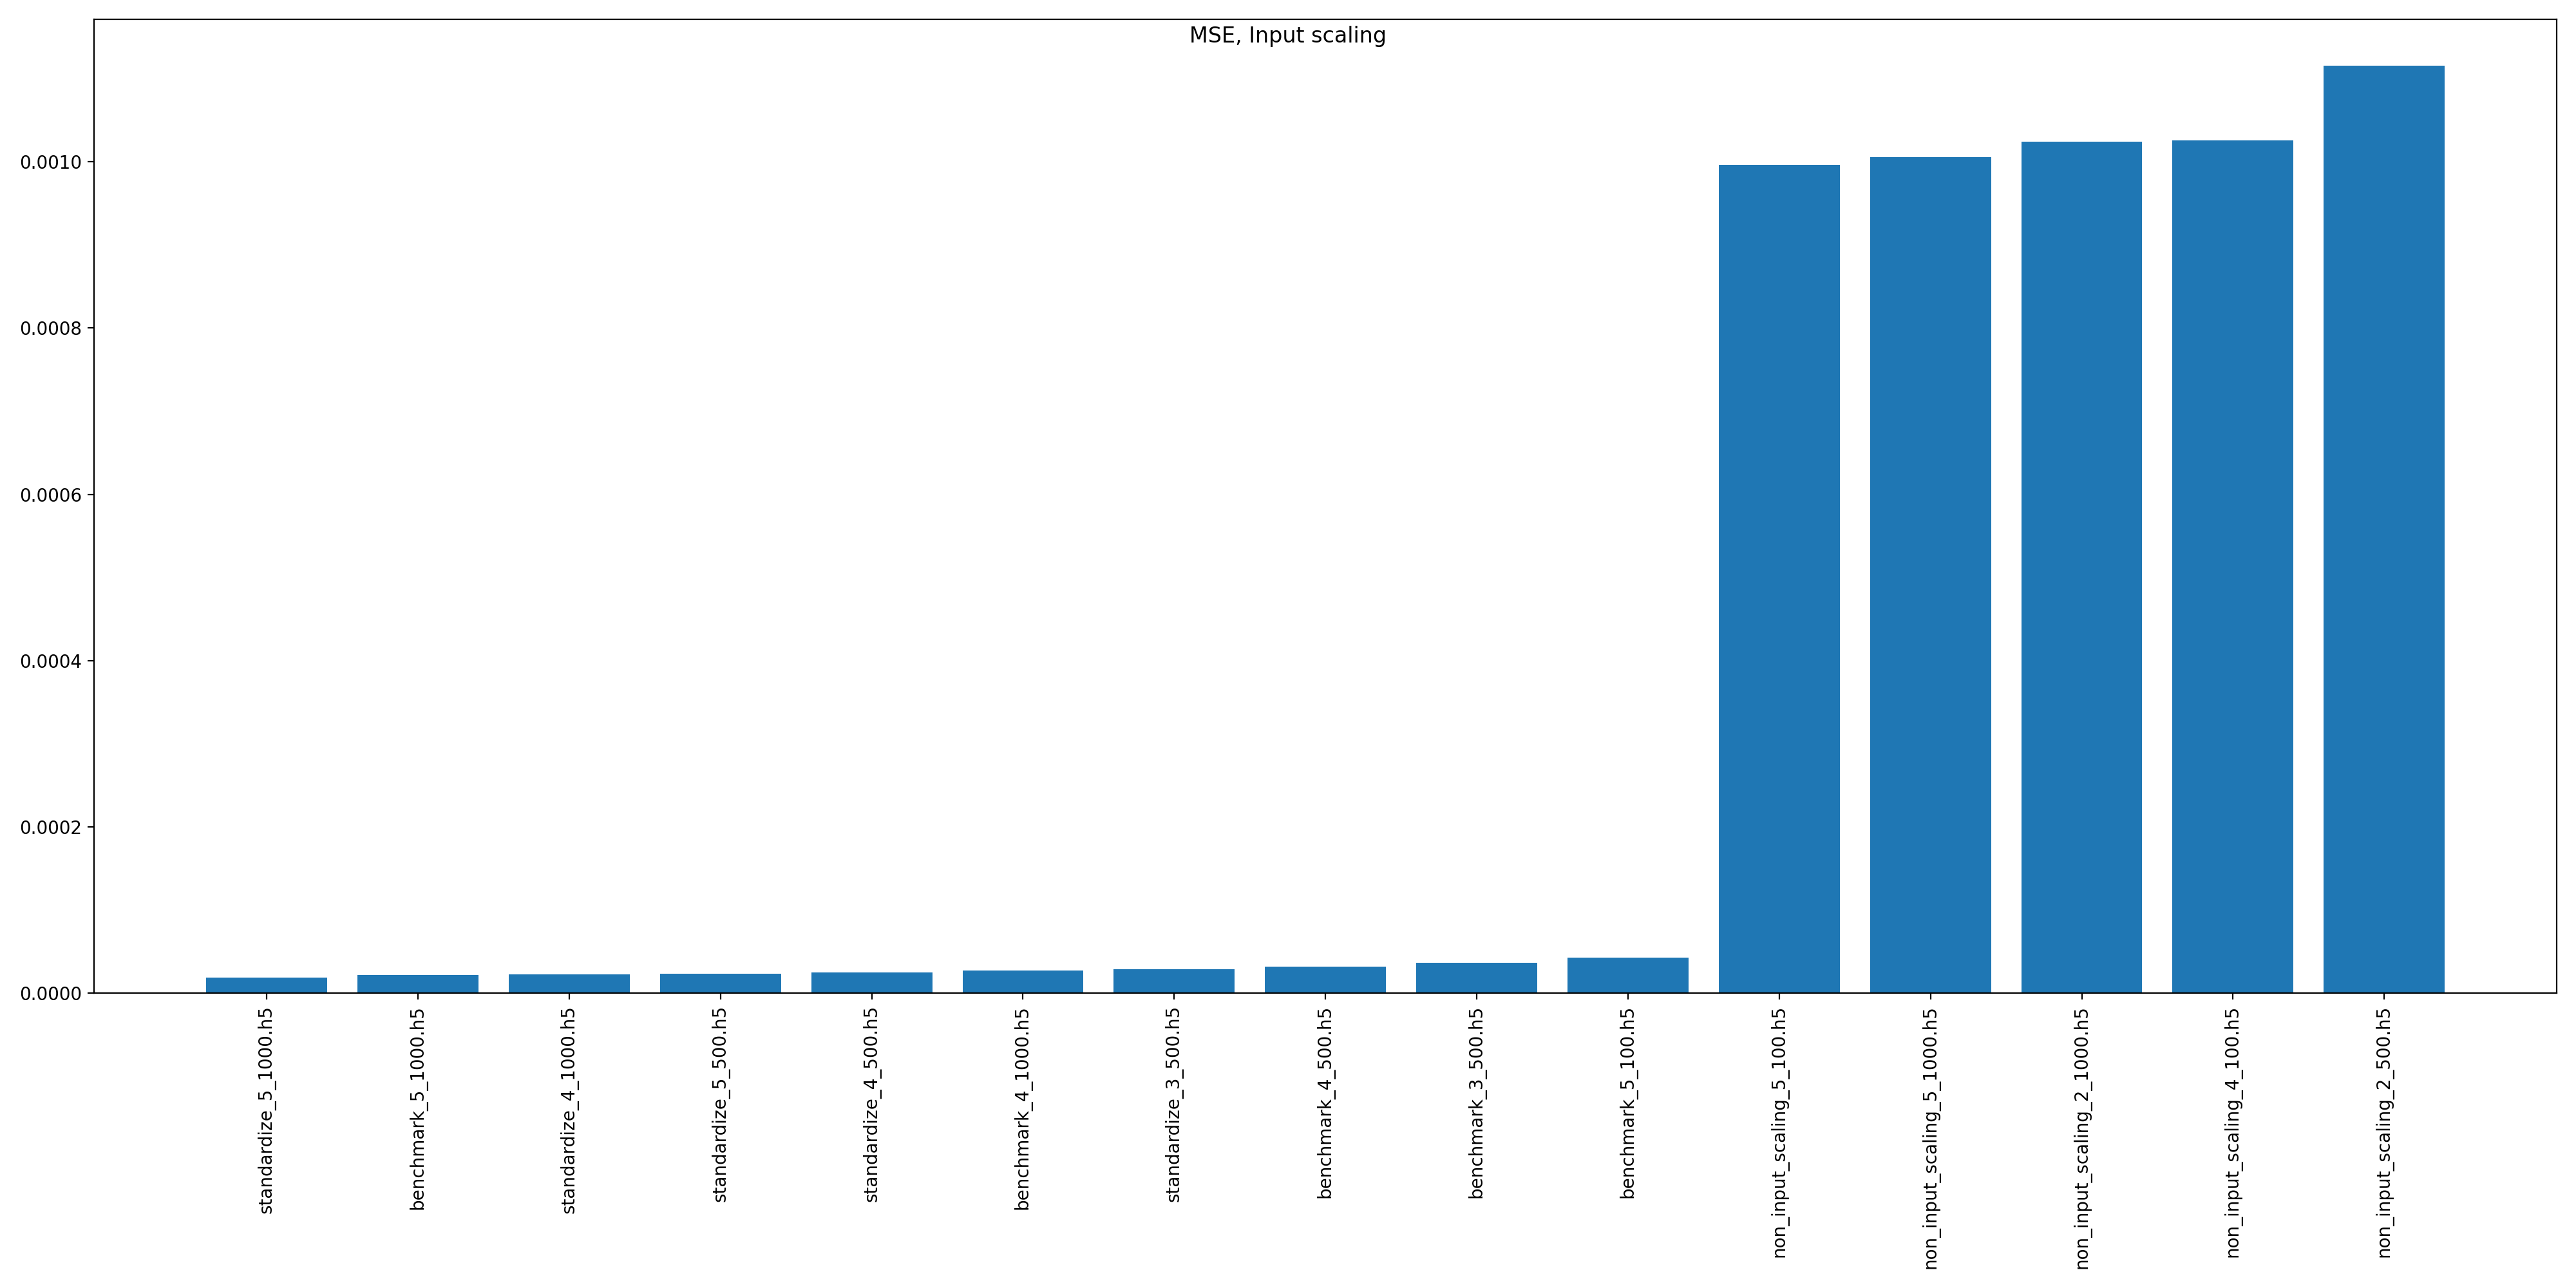 MSE, Input scaling
0.0010
0.0008
0.0006
0.0004
0.0002
0.0000
standardize_5_1000.h5
benchmark_5_1000.h5
standardize_4_1000.h5
standardize_5_500.h5
standardize_4_500.h5
benchmark_4_1000.h5
standardize_3_500.h5
benchmark_4_500.h5
benchmark_3_500.h5
benchmark_5_100.h5
non_input_scaling_5_100.h5
non_input_scaling_5_1000.h5
non_input_scaling_2_1000.h5
non_input_scaling_4_100.h5
non_input_scaling_2_500.h5